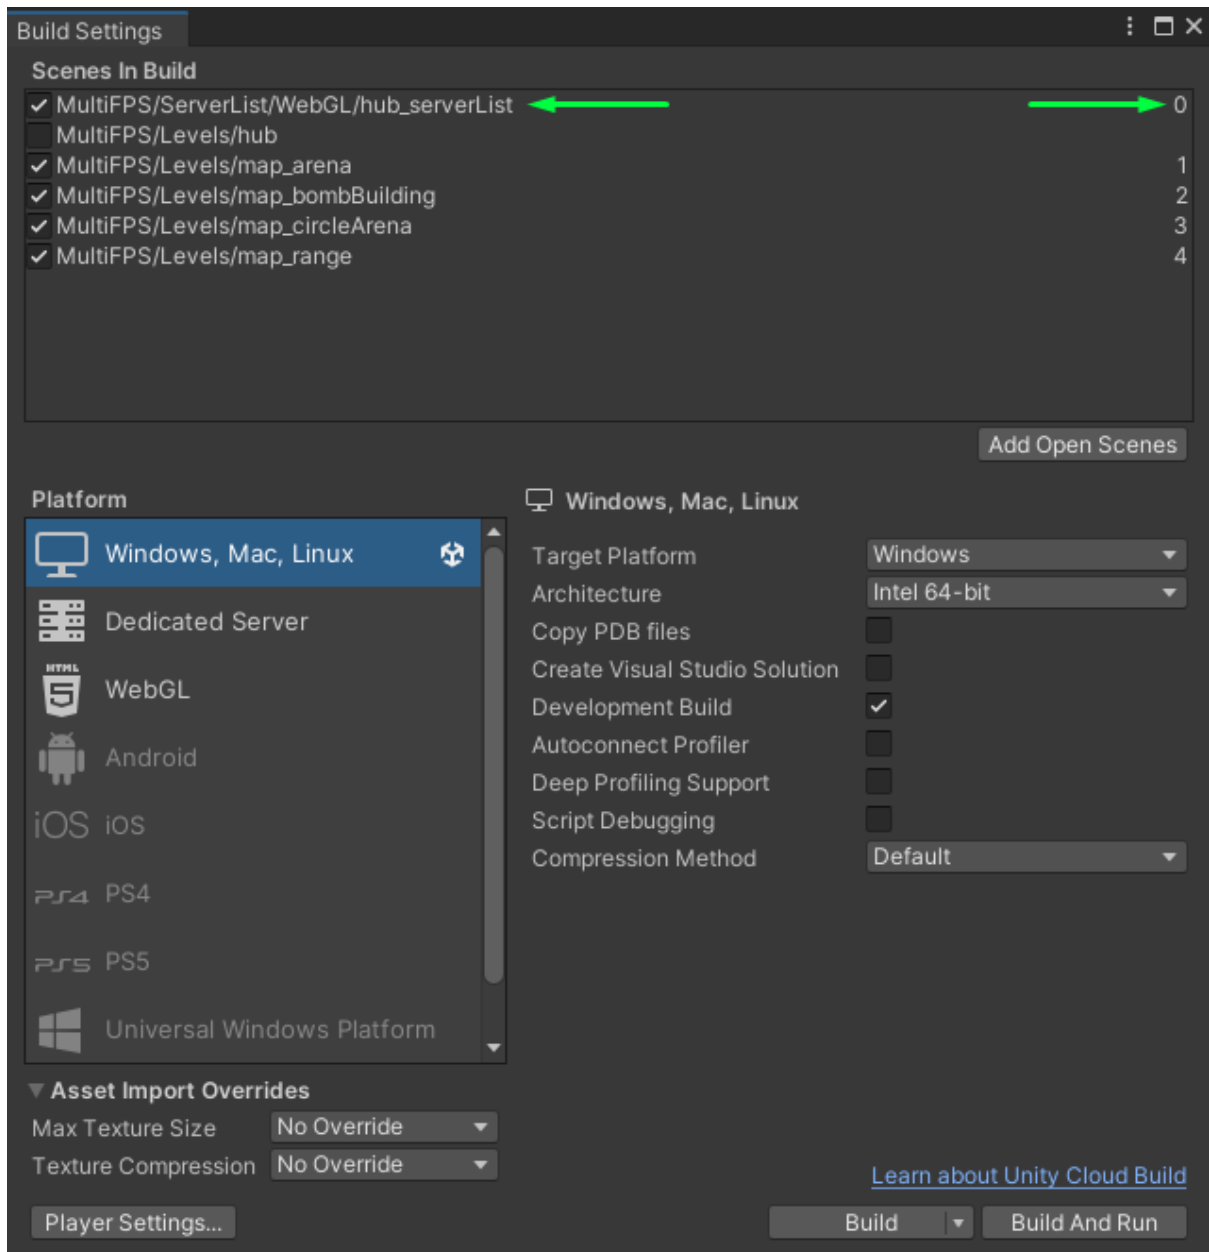 Build Settings
Scenes In Build
MultiFPS/ServerList/WebGL/hub_serverList 0
MultiFPS/Levels/hub
MultiFPS/Levels/map_arena 1
MultiFPS/Levels/map_bombBuilding 2
MultiFPS/Levels/map_circleArena 3
MultiFPS/Levels/map_range 4
Add Open Scenes
Platform
Windows, Mac, Linux
Dedicated Server
HTML 5 WebGL
Android
iOS iOS
PS4 PS4
PS5 PS5
Universal Windows Platform
Windows, Mac, Linux
Target Platform Windows
Architecture Intel 64-bit
Copy PDB files
Create Visual Studio Solution
Development Build
Autoconnect Profiler
Deep Profiling Support
Script Debugging
Compression Method Default
Asset Import Overrides
Max Texture Size No Override
Texture Compression No Override
Learn about Unity Cloud Build
Player Settings...
Build
Build And Run